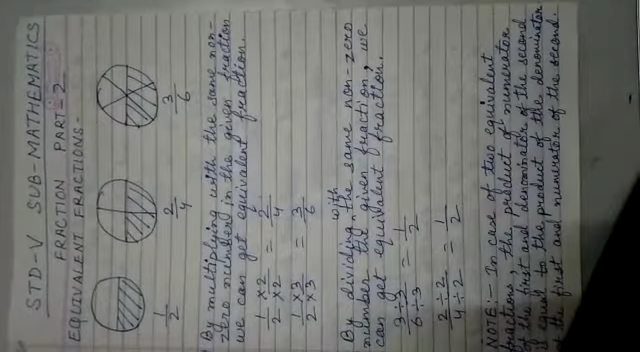 STD-V SUB-MATHEMATICS
FRACTION PART-2
EQUIVALENT FRACTIONS-
1/2 2/4 3/6
By multiplying with the same non-
zero number in the given fraction
we can get equivalent fraction.
1×2/2×2 = 2/4
1×3/2×3 = 3/6
By dividing with the same non-zero
number the given fraction, we
can get equivalent fraction.
3÷3/6÷3 = 1/2
2÷2/4÷2 = 1/2
NOTE:- In case of two equivalent
fractions, the product of numerator
of the first and denominator of the second
is equal to the product of the denominator
of the first and numerator of the second.